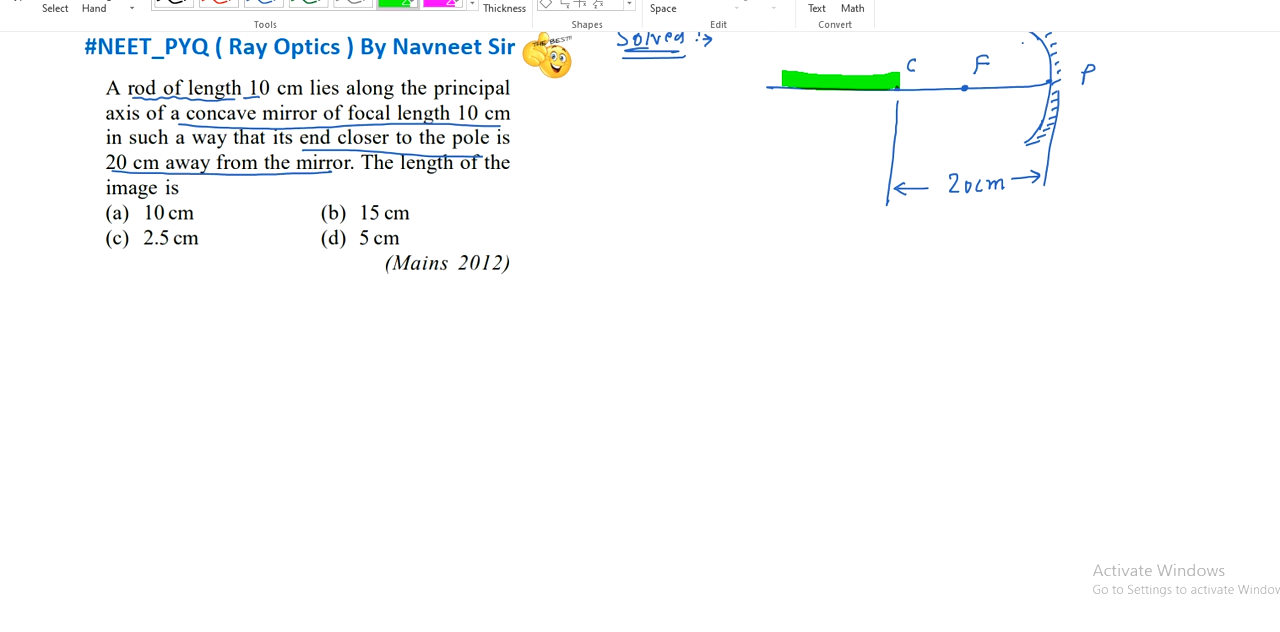 Select Hand
Thickness
Space
Text Math
Tools
Shapes
Edit
Convert
#NEET_PYQ ( Ray Optics ) By Navneet Sir
THE BEST!!
Solved :→
A rod of length 10 cm lies along the principal
axis of a concave mirror of focal length 10 cm
in such a way that its end closer to the pole is
20 cm away from the mirror. The length of the
image is
(a) 10 cm (b) 15 cm
(c) 2.5 cm (d) 5 cm
(Mains 2012)
C F P
20cm
Activate Windows
Go to Settings to activate Window